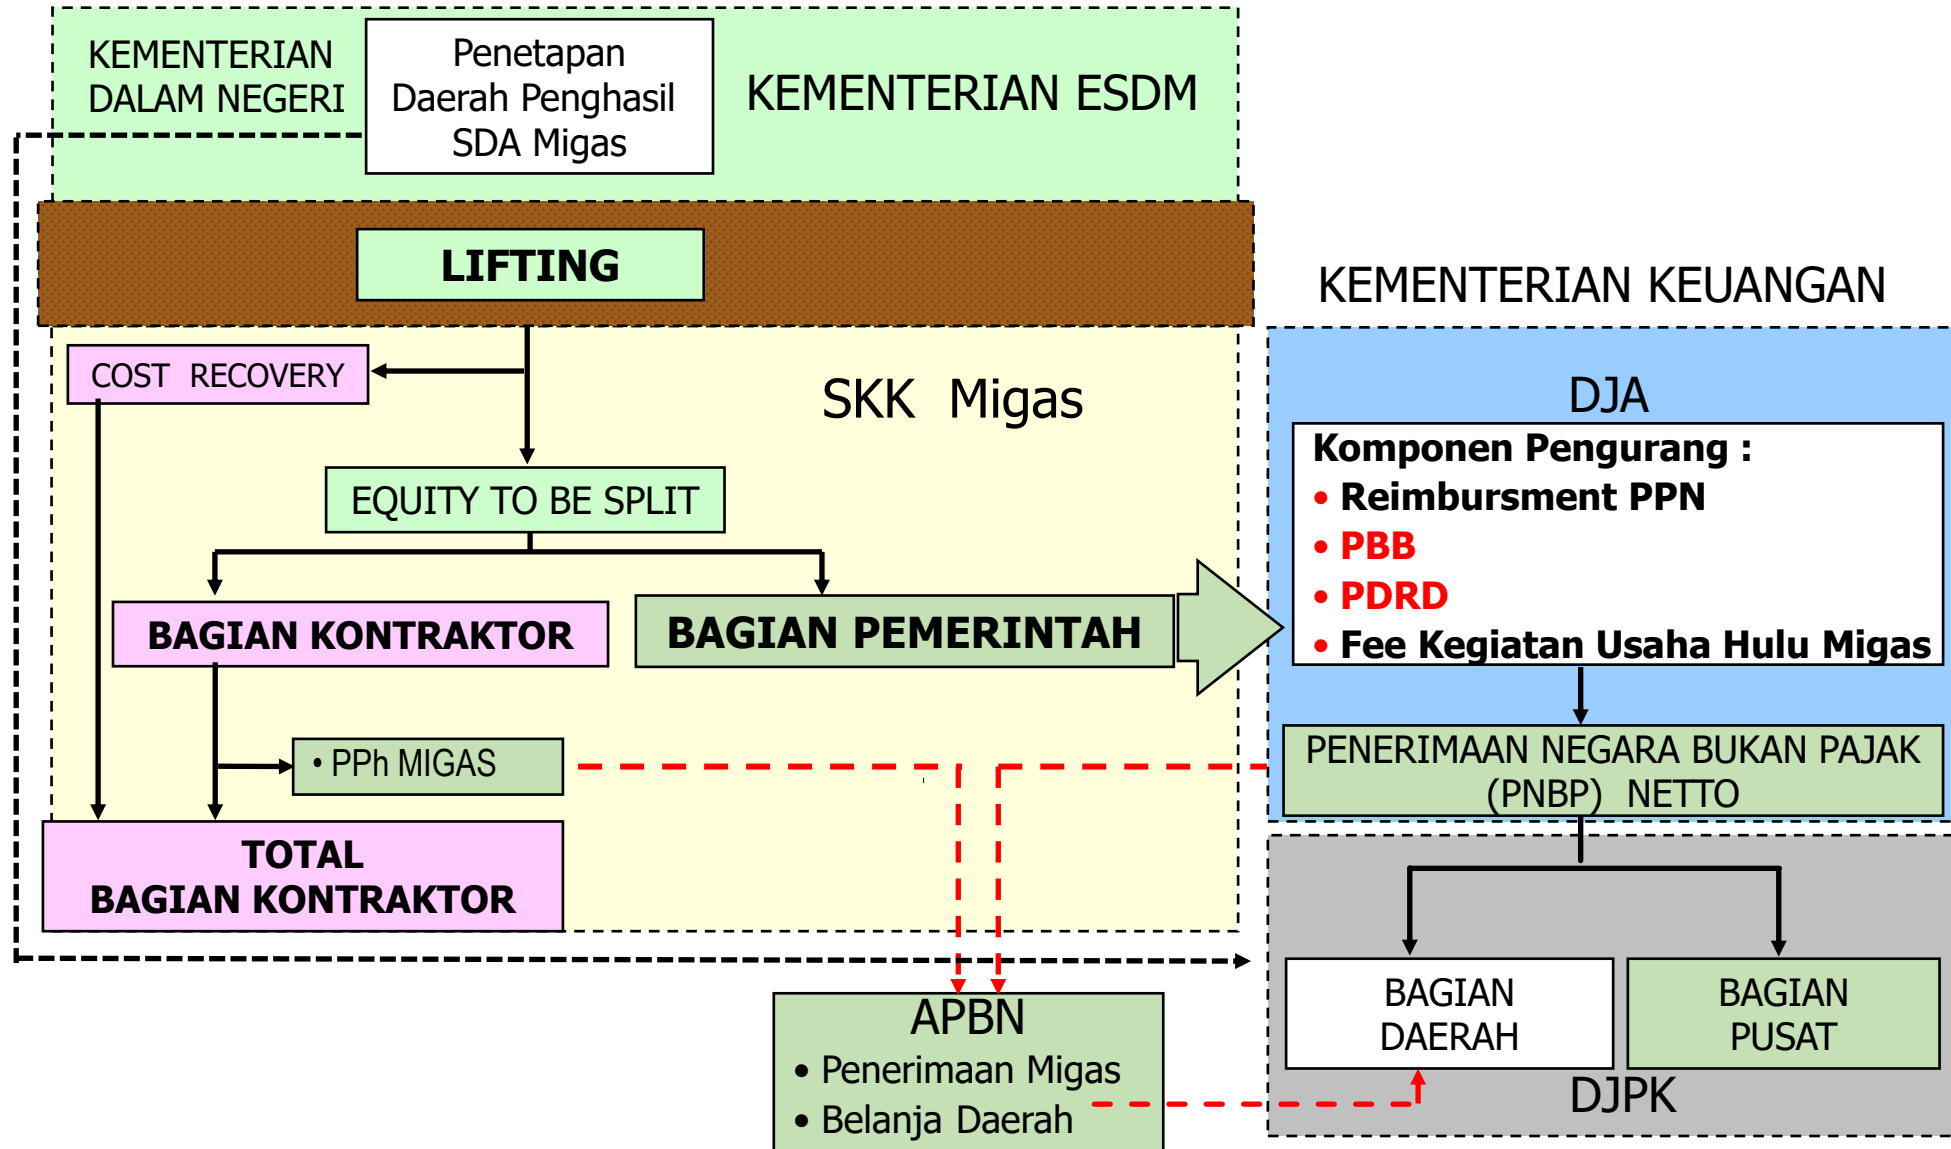 KEMENTERIAN
DALAM NEGERI
Penetapan
Daerah Penghasil
SDA Migas
KEMENTERIAN ESDM
LIFTING
KEMENTERIAN KEUANGAN
COST RECOVERY
SKK Migas
EQUITY TO BE SPLIT
BAGIAN KONTRAKTOR
BAGIAN PEMERINTAH
• PPh MIGAS
TOTAL
BAGIAN KONTRAKTOR
DJA
Komponen Pengurang :
• Reimbursment PPN
• PBB
• PDRD
• Fee Kegiatan Usaha Hulu Migas
PENERIMAAN NEGARA BUKAN PAJAK
(PNBP) NETTO
BAGIAN
DAERAH
BAGIAN
PUSAT
DJPK
APBN
• Penerimaan Migas
• Belanja Daerah